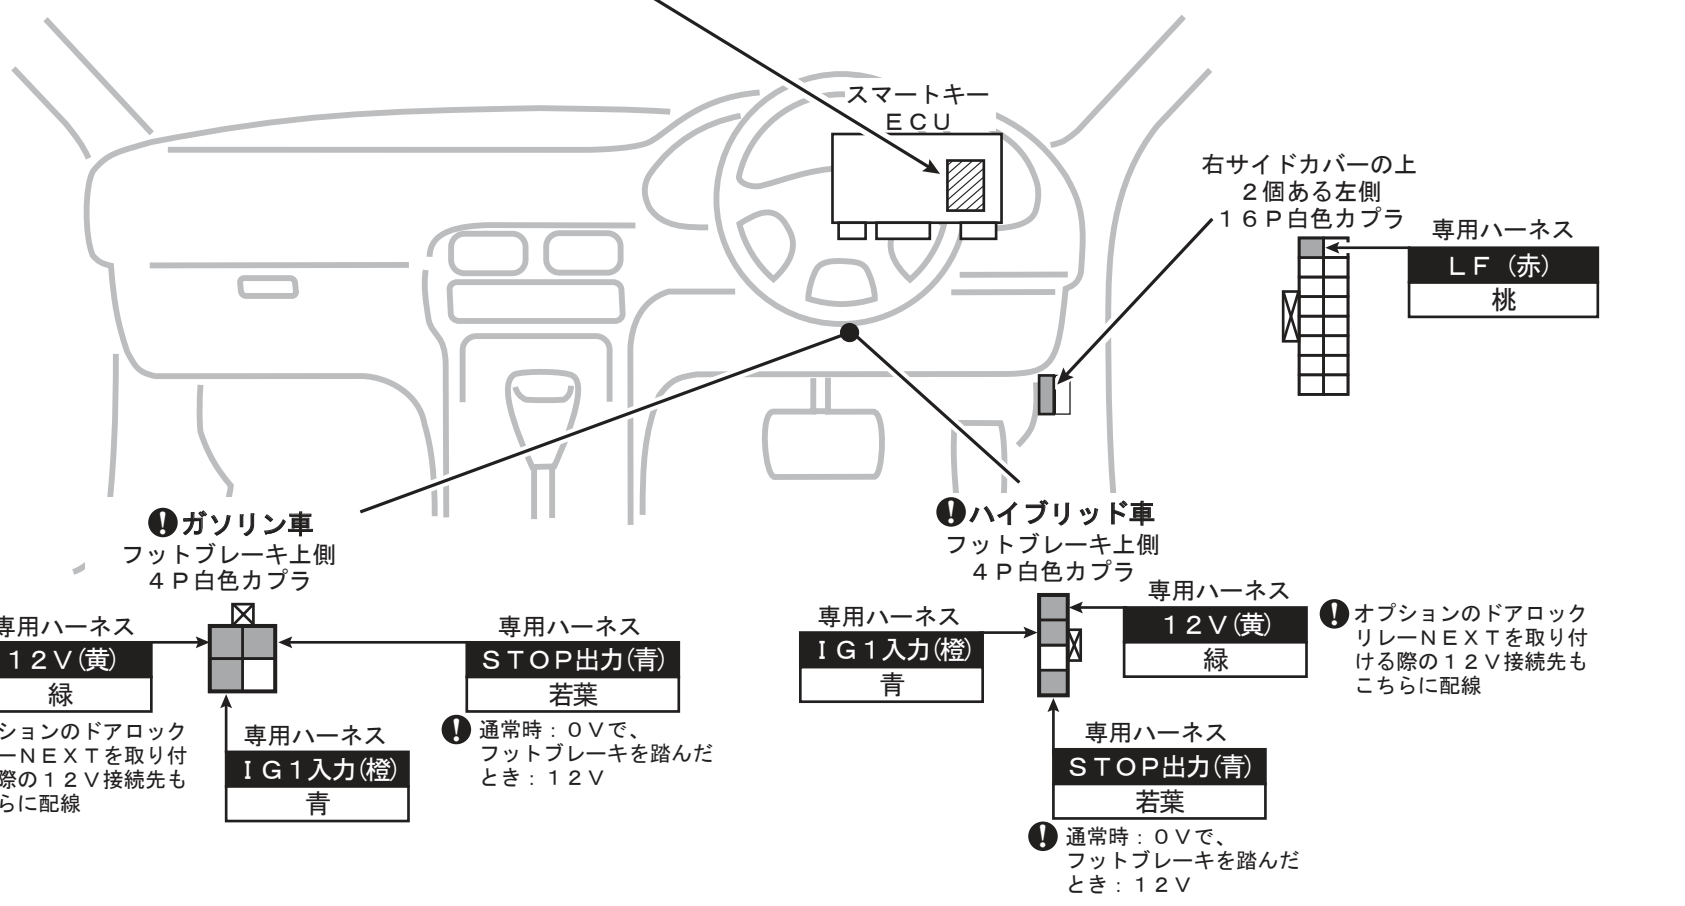 スマートキー
ＥＣＵ
右サイドカバーの上
２個ある左側
１６Ｐ白色カプラ
専用ハーネス
ＬＦ（赤）
桃
ガソリン車
フットブレーキ上側
４Ｐ白色カプラ
専用ハーネス
１２Ｖ(黄)
緑
ションのドアロック
ーＮＥＸＴを取り付
際の１２Ｖ接続先も
らに配線
専用ハーネス
ＩＧ１入力(橙)
青
専用ハーネス
ＳＴＯＰ出力(青)
若葉
通常時：０Ｖで、
フットブレーキを踏んだ
とき：１２Ｖ
ハイブリッド車
フットブレーキ上側
４Ｐ白色カプラ
専用ハーネス
ＩＧ１入力(橙)
青
専用ハーネス
１２Ｖ(黄)
緑
オプションのドアロック
リレーＮＥＸＴを取り付
ける際の１２Ｖ接続先も
こちらに配線
専用ハーネス
ＳＴＯＰ出力(青)
若葉
通常時：０Ｖで、
フットブレーキを踏んだ
とき：１２Ｖ